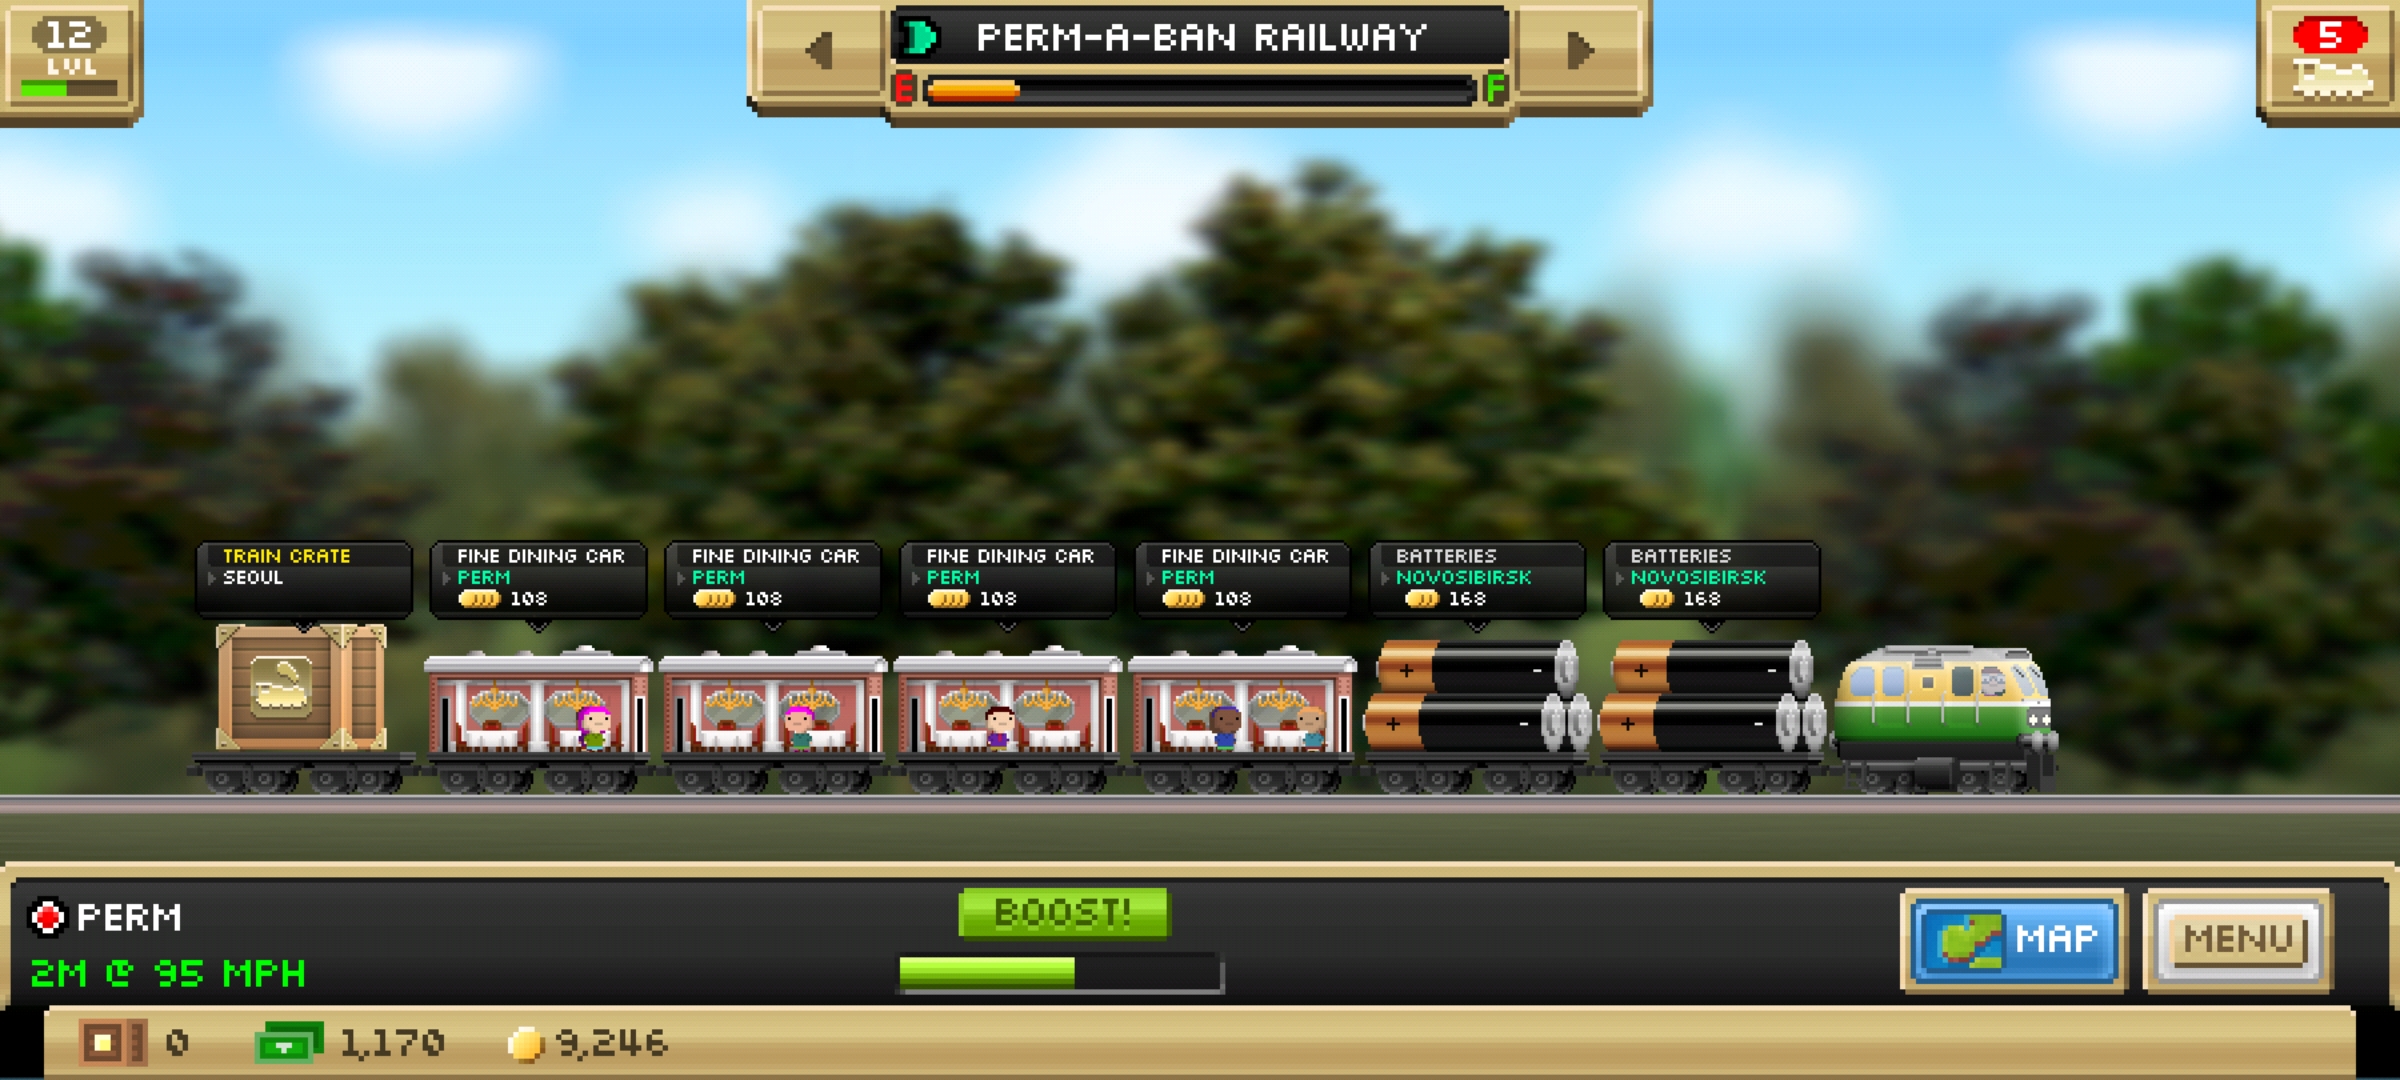 12
LVL
PERM-A-BAN RAILWAY
E
F
5
TRAIN CRATE
SEOUL
FINE DINING CAR
PERM
108
FINE DINING CAR
PERM
108
FINE DINING CAR
PERM
108
FINE DINING CAR
PERM
108
BATTERIES
NOVOSIBIRSK
168
BATTERIES
NOVOSIBIRSK
168
+ -
+ -
+ -
+ -
PERM
2M @ 95 MPH
BOOST!
MAP
MENU
0
1,170
9,246